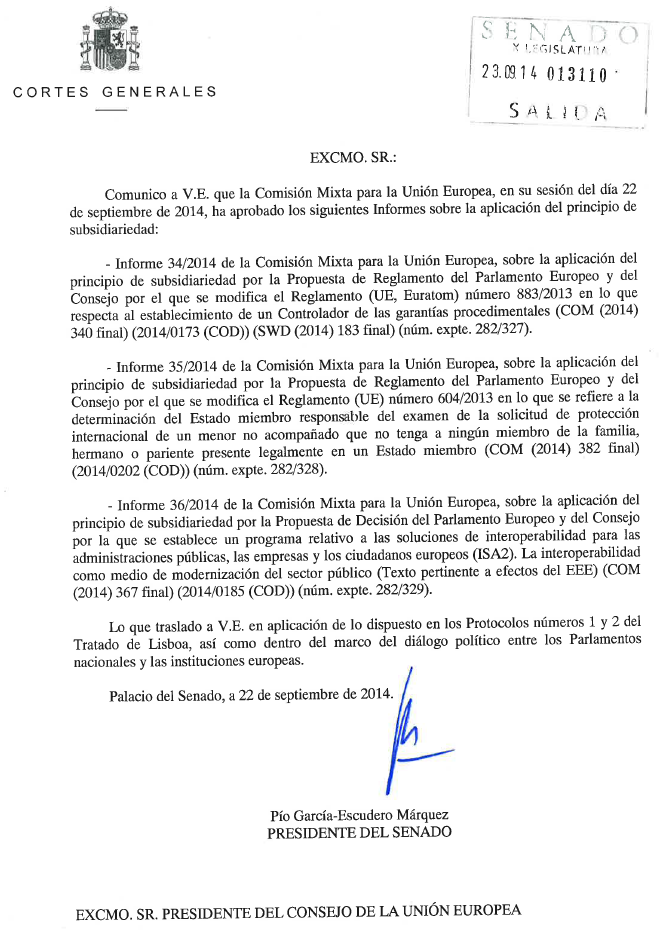 CORTES GENERALES
SENADO
X LEGISLATURA
23.09.14 013110
SALIDA
EXCMO. SR.:
Comunico a V.E. que la Comisión Mixta para la Unión Europea, en su sesión del día 22
de septiembre de 2014, ha aprobado los siguientes Informes sobre la aplicación del principio de
subsidiariedad:
- Informe 34/2014 de la Comisión Mixta para la Unión Europea, sobre la aplicación del
principio de subsidiariedad por la Propuesta de Reglamento del Parlamento Europeo y del
Consejo por el que se modifica el Reglamento (UE, Euratom) número 883/2013 en lo que
respecta al establecimiento de un Controlador de las garantías procedimentales (COM (2014)
340 final) (2014/0173 (COD)) (SWD (2014) 183 final) (núm. expte. 282/327).
- Informe 35/2014 de la Comisión Mixta para la Unión Europea, sobre la aplicación del
principio de subsidiariedad por la Propuesta de Reglamento del Parlamento Europeo y del
Consejo por el que se modifica el Reglamento (UE) número 604/2013 en lo que se refiere a la
determinación del Estado miembro responsable del examen de la solicitud de protección
internacional de un menor no acompañado que no tenga a ningún miembro de la familia,
hermano o pariente presente legalmente en un Estado miembro (COM (2014) 382 final)
(2014/0202 (COD)) (núm. expte. 282/328).
- Informe 36/2014 de la Comisión Mixta para la Unión Europea, sobre la aplicación del
principio de subsidiariedad por la Propuesta de Decisión del Parlamento Europeo y del Consejo
por la que se establece un programa relativo a las soluciones de interoperabilidad para las
administraciones públicas, las empresas y los ciudadanos europeos (ISA2). La interoperabilidad
como medio de modernización del sector público (Texto pertinente a efectos del EEE) (COM
(2014) 367 final) (2014/0185 (COD)) (núm. expte. 282/329).
Lo que traslado a V.E. en aplicación de lo dispuesto en los Protocolos números 1 y 2 del
Tratado de Lisboa, así como dentro del marco del diálogo político entre los Parlamentos
nacionales y las instituciones europeas.
Palacio del Senado, a 22 de septiembre de 2014.
Pío García-Escudero Márquez
PRESIDENTE DEL SENADO
EXCMO. SR. PRESIDENTE DEL CONSEJO DE LA UNIÓN EUROPEA